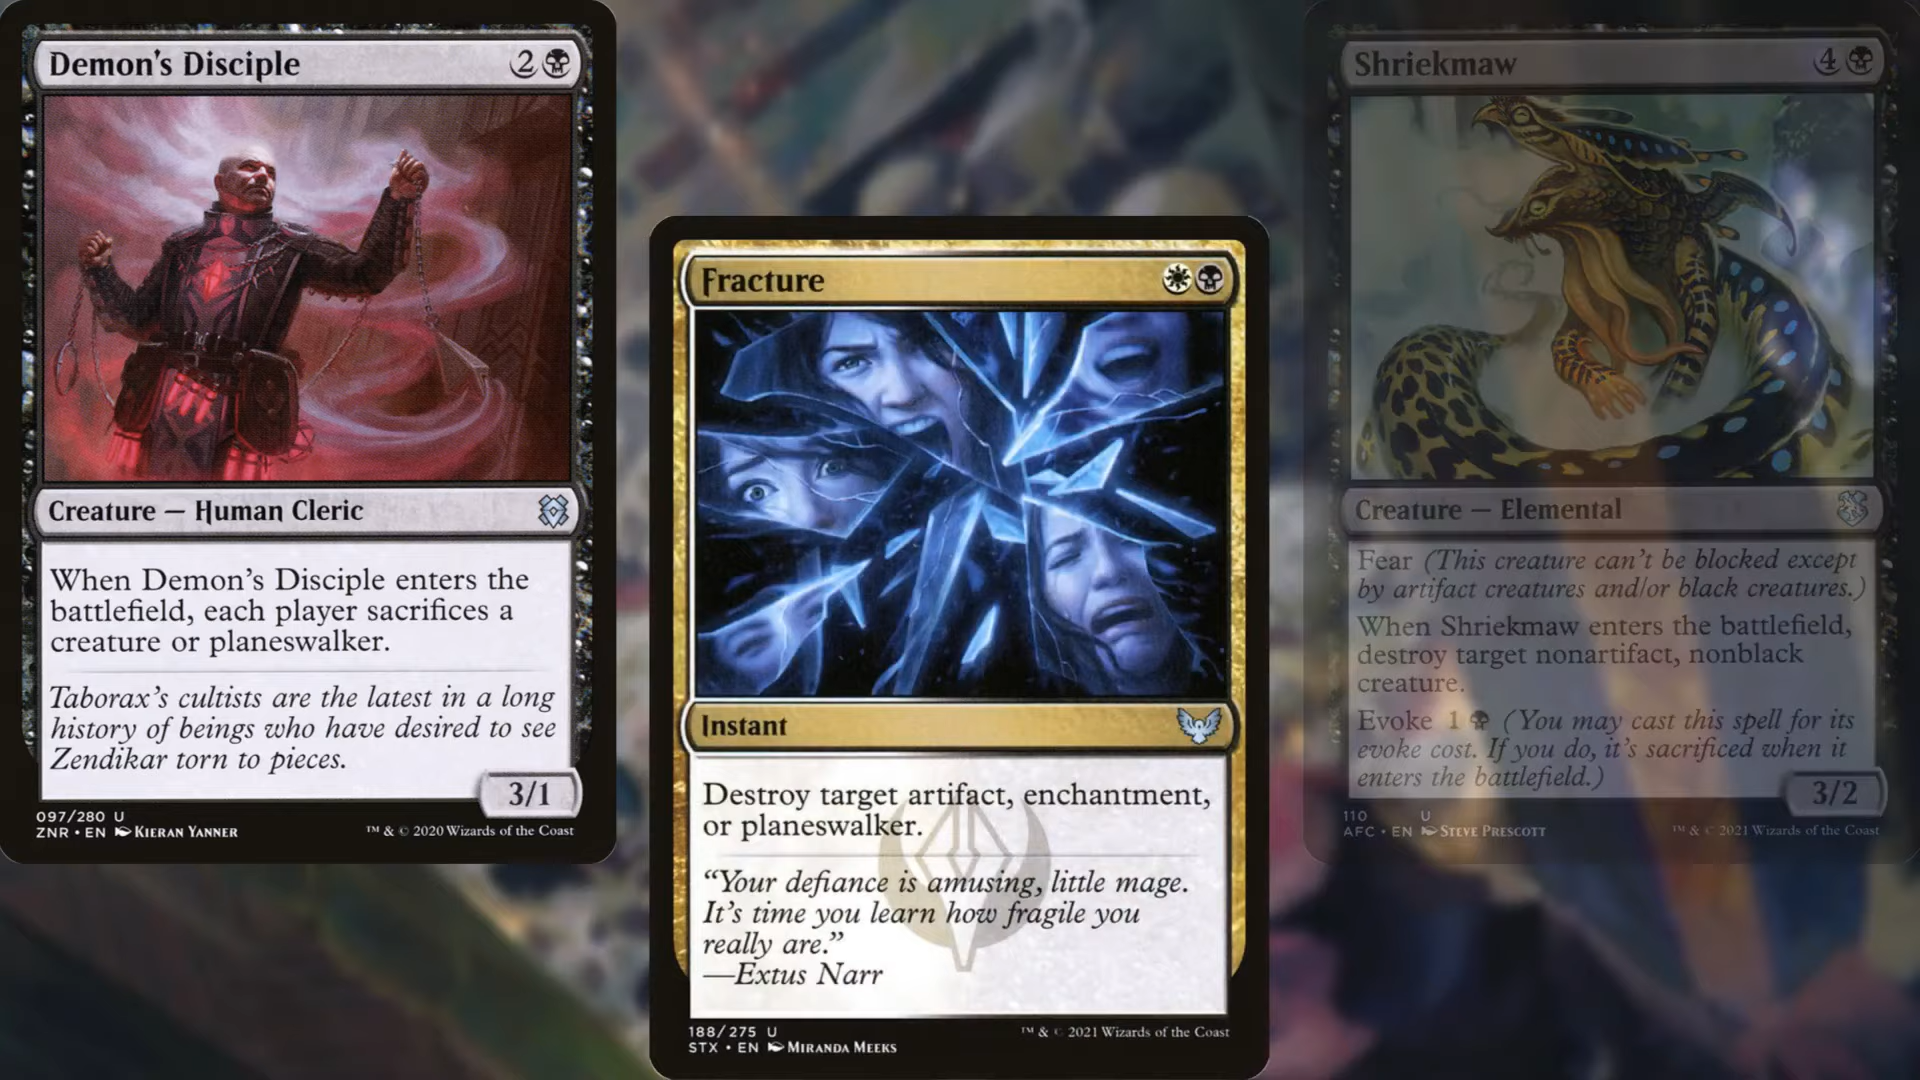 Demon's Disciple
2
Creature — Human Cleric
When Demon's Disciple enters the
battlefield, each player sacrifices a
creature or planeswalker.
Taborax's cultists are the latest in a long
history of beings who have desired to see
Zendikar torn to pieces.
3/1
097/280 U
ZNR • EN Kieran Yanner
™ & © 2020 Wizards of the Coast
Fracture
Instant
Destroy target artifact, enchantment,
or planeswalker.
“Your defiance is amusing, little mage.
It's time you learn how fragile you
really are.”
—Extus Narr
188/275 U
STX • EN Miranda Meeks
™ & © 2021 Wizards of the Coast
Shriekmaw
4
Creature — Elemental
Fear (This creature can't be blocked except
by artifact creatures and/or black creatures.)
When Shriekmaw enters the battlefield,
destroy target nonartifact, nonblack
creature.
Evoke 1 (You may cast this spell for its
evoke cost. If you do, it's sacrificed when it
enters the battlefield.)
3/2
110 U
AFC • EN Steve Prescott
™ & © 2021 Wizards of the Coast